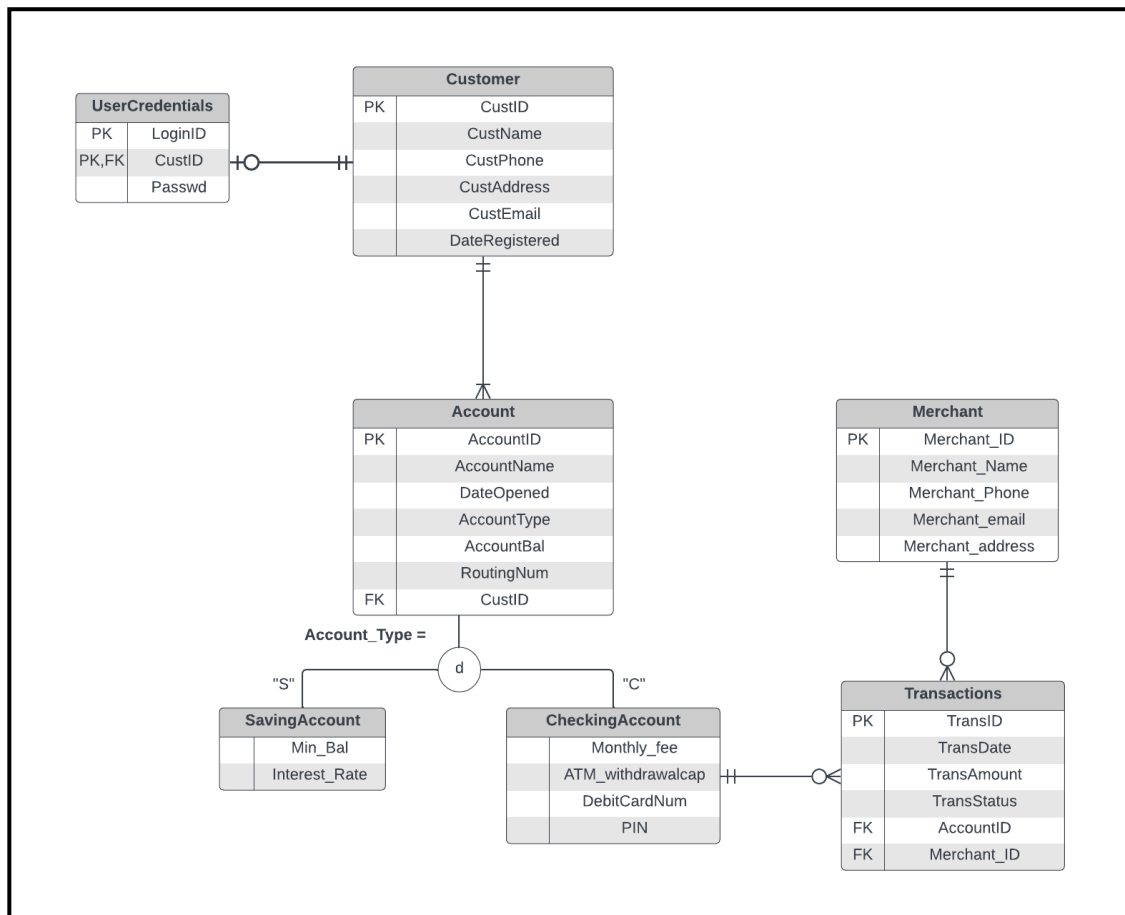 UserCredentials
PK LoginID
PK,FK CustID
Passwd
Customer
PK CustID
CustName
CustPhone
CustAddress
CustEmail
DateRegistered
Account
PK AccountID
AccountName
DateOpened
AccountType
AccountBal
RoutingNum
FK CustID
Merchant
PK Merchant_ID
Merchant_Name
Merchant_Phone
Merchant_email
Merchant_address
Account_Type =
d
"S"
"C"
SavingAccount
Min_Bal
Interest_Rate
CheckingAccount
Monthly_fee
ATM_withdrawalcap
DebitCardNum
PIN
Transactions
PK TransID
TransDate
TransAmount
TransStatus
FK AccountID
FK Merchant_ID